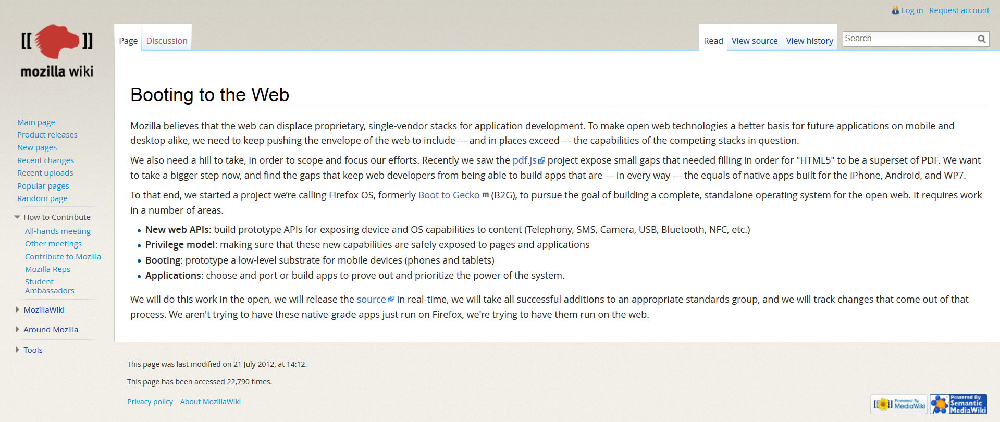 Log in Request account
[[ ]]
mozilla wiki
Page Discussion Read View source View history Search
Booting to the Web
Main page
Product releases
New pages
Recent changes
Recent uploads
Popular pages
Random page
How to Contribute
All-hands meeting
Other meetings
Contribute to Mozilla
Mozilla Reps
Student
Ambassadors
MozillaWiki
Around Mozilla
Tools
Mozilla believes that the web can displace proprietary, single-vendor stacks for application development. To make open web technologies a better basis for future applications on mobile and
desktop alike, we need to keep pushing the envelope of the web to include --- and in places exceed --- the capabilities of the competing stacks in question.
We also need a hill to take, in order to scope and focus our efforts. Recently we saw the pdf.js project expose small gaps that needed filling in order for "HTML5" to be a superset of PDF. We want
to take a bigger step now, and find the gaps that keep web developers from being able to build apps that are --- in every way --- the equals of native apps built for the iPhone, Android, and WP7.
To that end, we started a project we’re calling Firefox OS, formerly Boot to Gecko m (B2G), to pursue the goal of building a complete, standalone operating system for the open web. It requires work
in a number of areas.
• New web APIs: build prototype APIs for exposing device and OS capabilities to content (Telephony, SMS, Camera, USB, Bluetooth, NFC, etc.)
• Privilege model: making sure that these new capabilities are safely exposed to pages and applications
• Booting: prototype a low-level substrate for mobile devices (phones and tablets)
• Applications: choose and port or build apps to prove out and prioritize the power of the system.
We will do this work in the open, we will release the source in real-time, we will take all successful additions to an appropriate standards group, and we will track changes that come out of that
process. We aren't trying to have these native-grade apps just run on Firefox, we're trying to have them run on the web.
This page was last modified on 21 July 2012, at 14:12.
This page has been accessed 22,790 times.
Privacy policy About MozillaWiki
[[ ]] Powered By
MediaWiki
Powered By
Semantic
MediaWiki